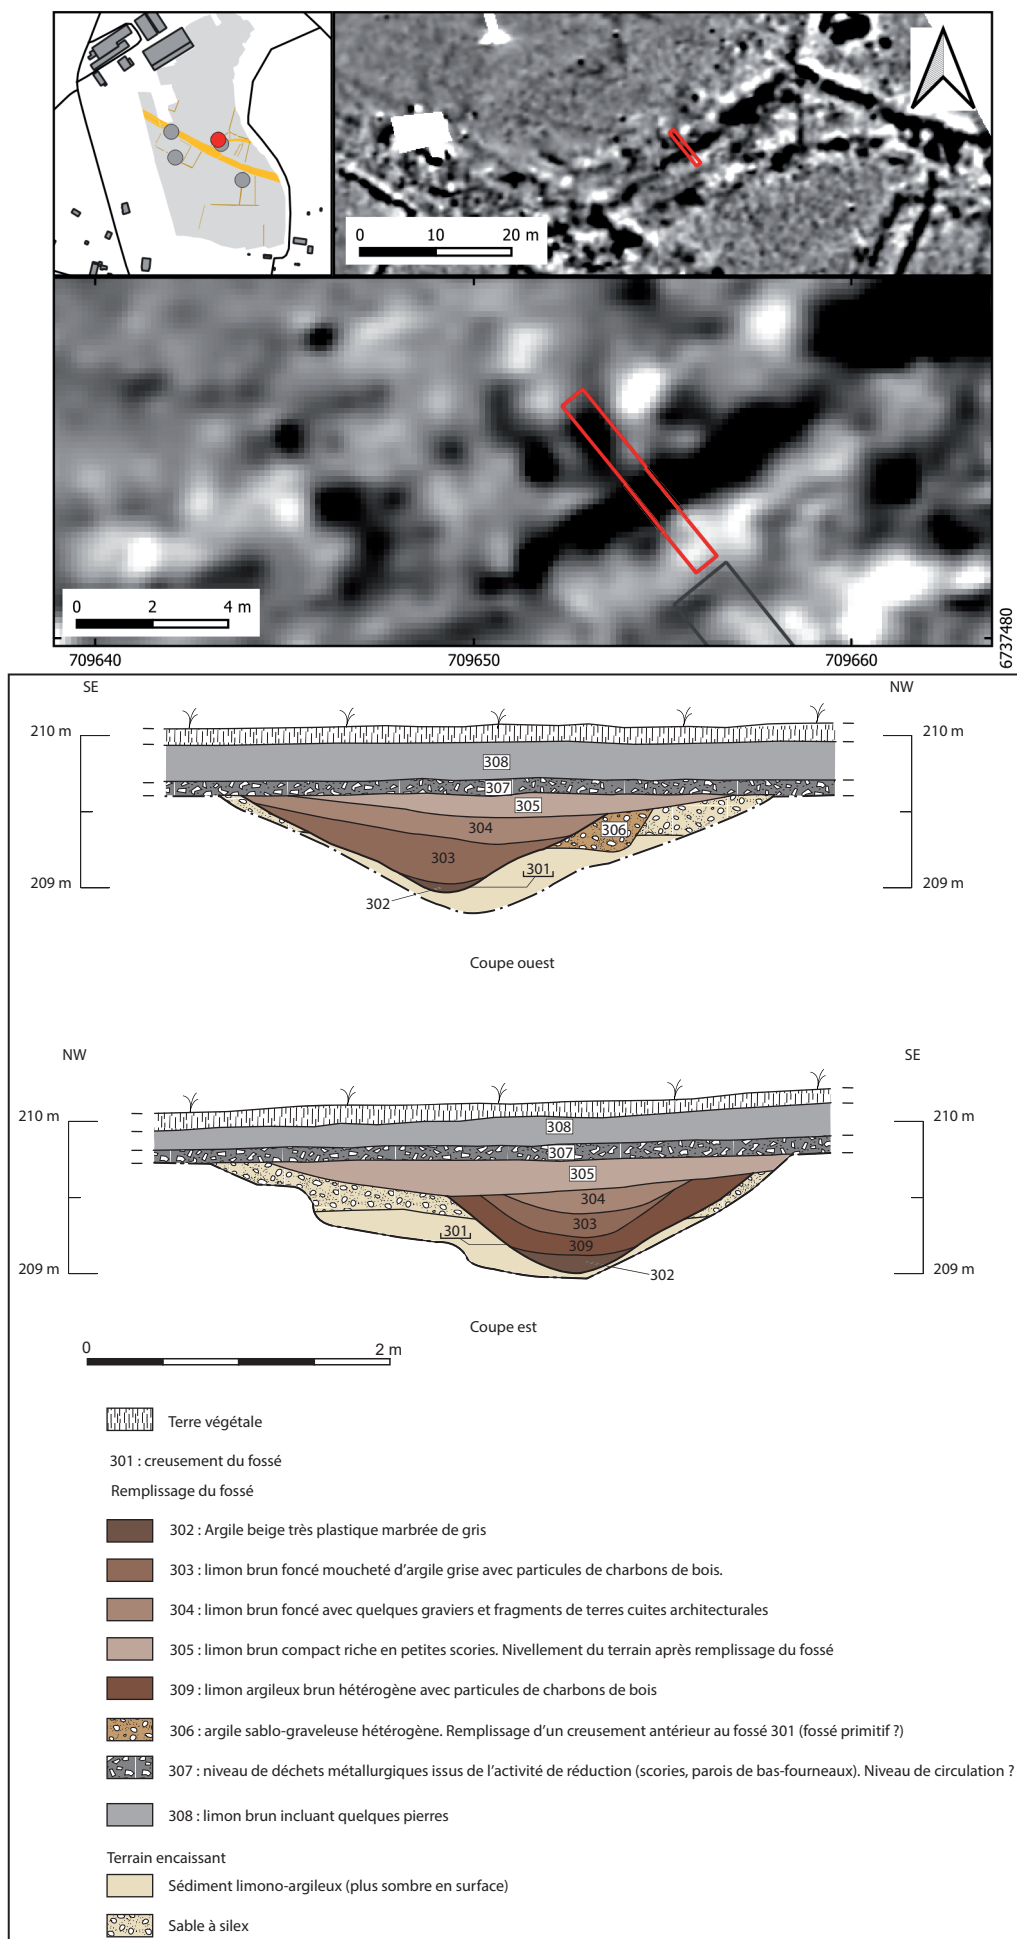 0 10 20 m
0 2 4 m
709640 709650 709660
6737480
SE NW
210 m 210 m
308
307
305
304
306
303
301
209 m 209 m
302
Coupe ouest
NW SE
210 m 210 m
308
307
305
304
303
301
309
302
209 m 209 m
Coupe est
0 2 m
Terre végétale
301 : creusement du fossé
Remplissage du fossé
302 : Argile beige très plastique marbrée de gris
303 : limon brun foncé moucheté d'argile grise avec particules de charbons de bois.
304 : limon brun foncé avec quelques graviers et fragments de terres cuites architecturales
305 : limon brun compact riche en petites scories. Nivellement du terrain après remplissage du fossé
309 : limon argileux brun hétérogène avec particules de charbons de bois
306 : argile sablo-graveleuse hétérogène. Remplissage d'un creusement antérieur au fossé 301 (fossé primitif ?)
307 : niveau de déchets métallurgiques issus de l'activité de réduction (scories, parois de bas-fourneaux). Niveau de circulation ?
308 : limon brun incluant quelques pierres
Terrain encaissant
Sédiment limono-argileux (plus sombre en surface)
Sable à silex